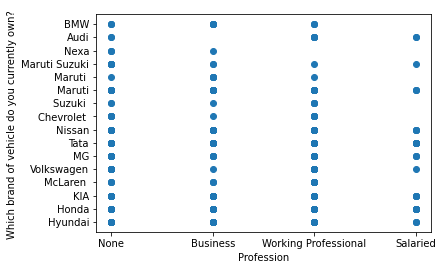 Which brand of vehicle do you currently own?
BMW
Audi
Nexa
Maruti Suzuki
Maruti
Maruti
Suzuki
Chevrolet
Nissan
Tata
MG
Volkswagen
McLaren
KIA
Honda
Hyundai
None Business Working Professional Salaried
Profession